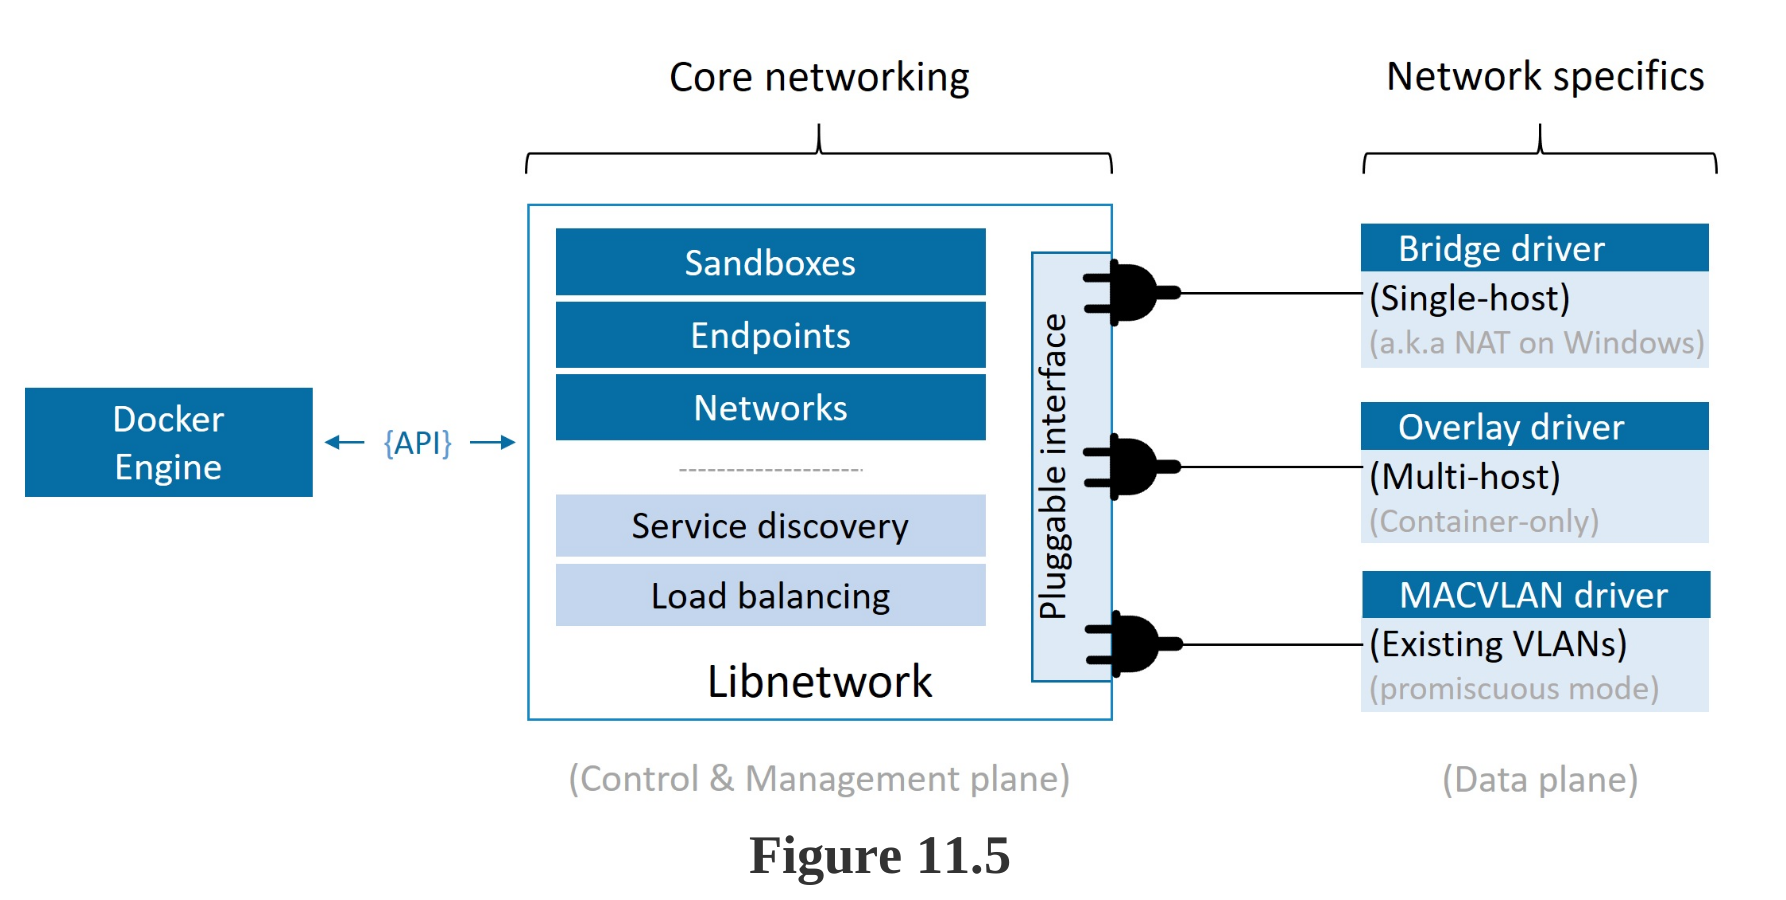 Core networking
Network specifics
Docker
Engine
{API}
Sandboxes
Endpoints
Networks
Service discovery
Load balancing
Libnetwork
Pluggable interface
Bridge driver
(Single-host)
(a.k.a NAT on Windows)
Overlay driver
(Multi-host)
(Container-only)
MACVLAN driver
(Existing VLANs)
(promiscuous mode)
(Control & Management plane)
(Data plane)
Figure 11.5